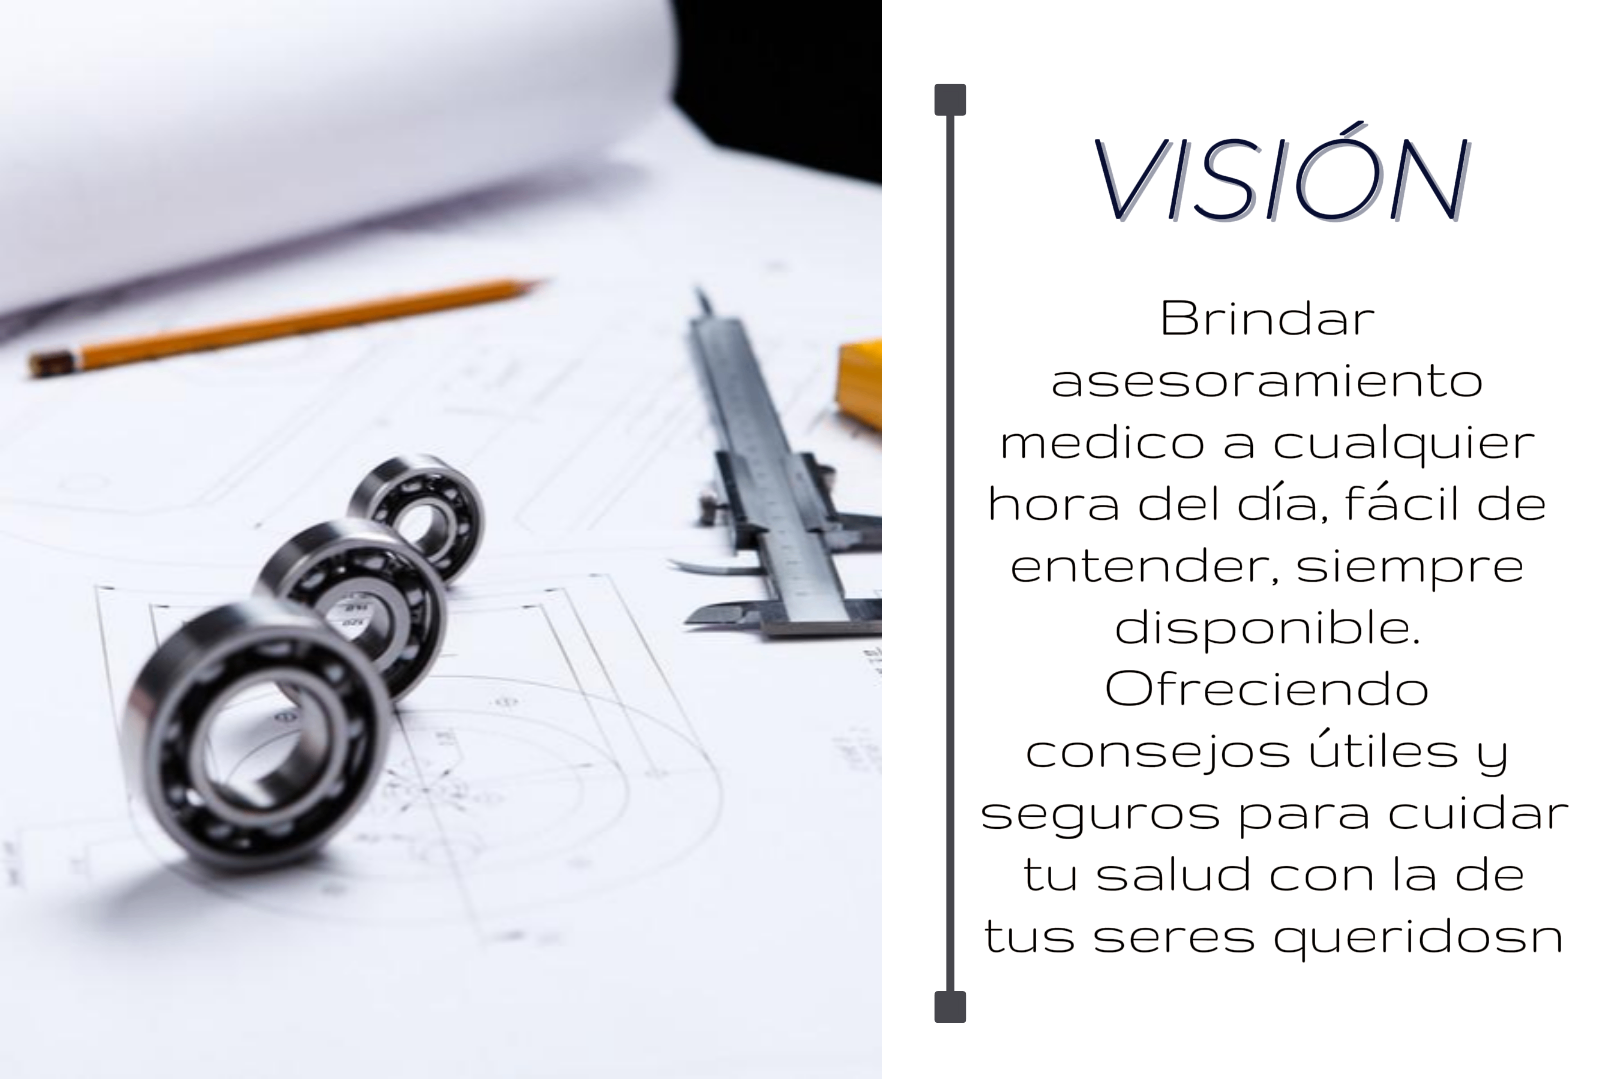 VISIÓN
Brindar
asesoramiento
medico a cualquier
hora del día, fácil de
entender, siempre
disponible.
Ofreciendo
consejos útiles y
seguros para cuidar
tu salud con la de
tus seres queridosn